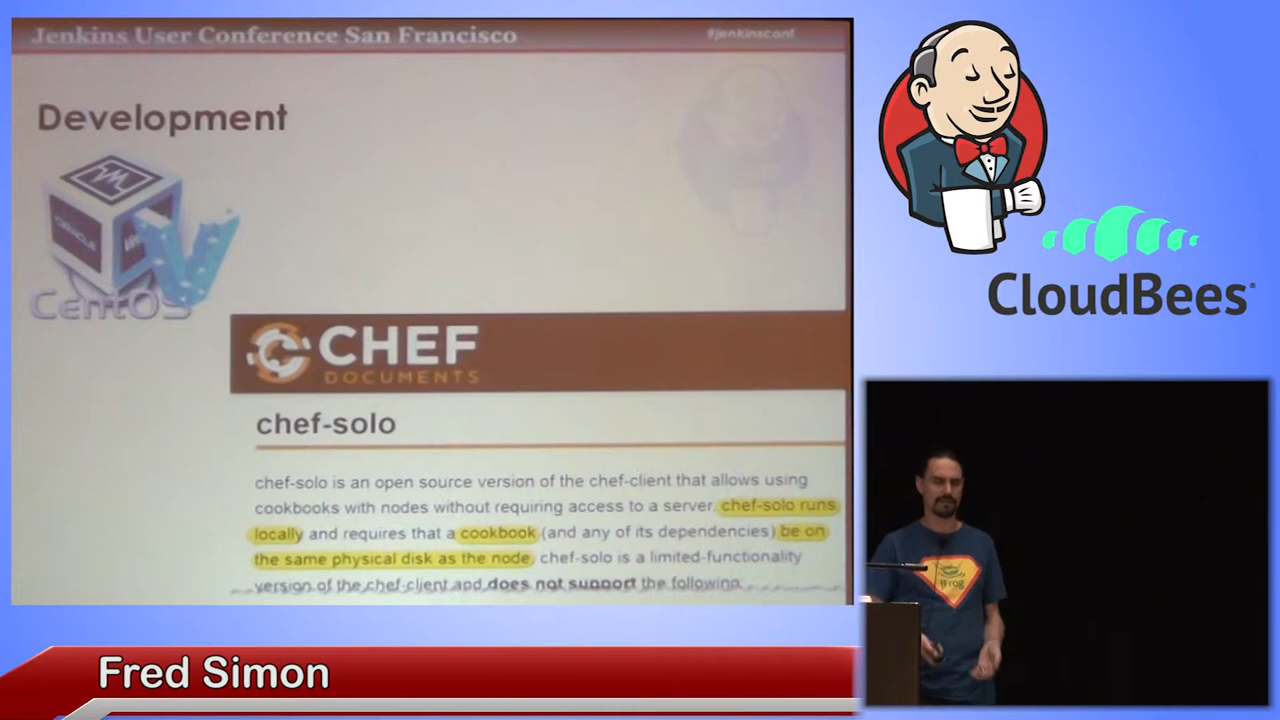 Jenkins User Conference San Francisco
#jenkinsconf
Development
ORACLE
CentOS
CHEF
DOCUMENTS
chef-solo
chef-solo is an open source version of the chef-client that allows using
cookbooks with nodes without requiring access to a server. chef-solo runs
locally and requires that a cookbook (and any of its dependencies) be on
the same physical disk as the node. chef-solo is a limited-functionality
version of the chef-client and does not support the following
CloudBees
JFrog
Fred Simon